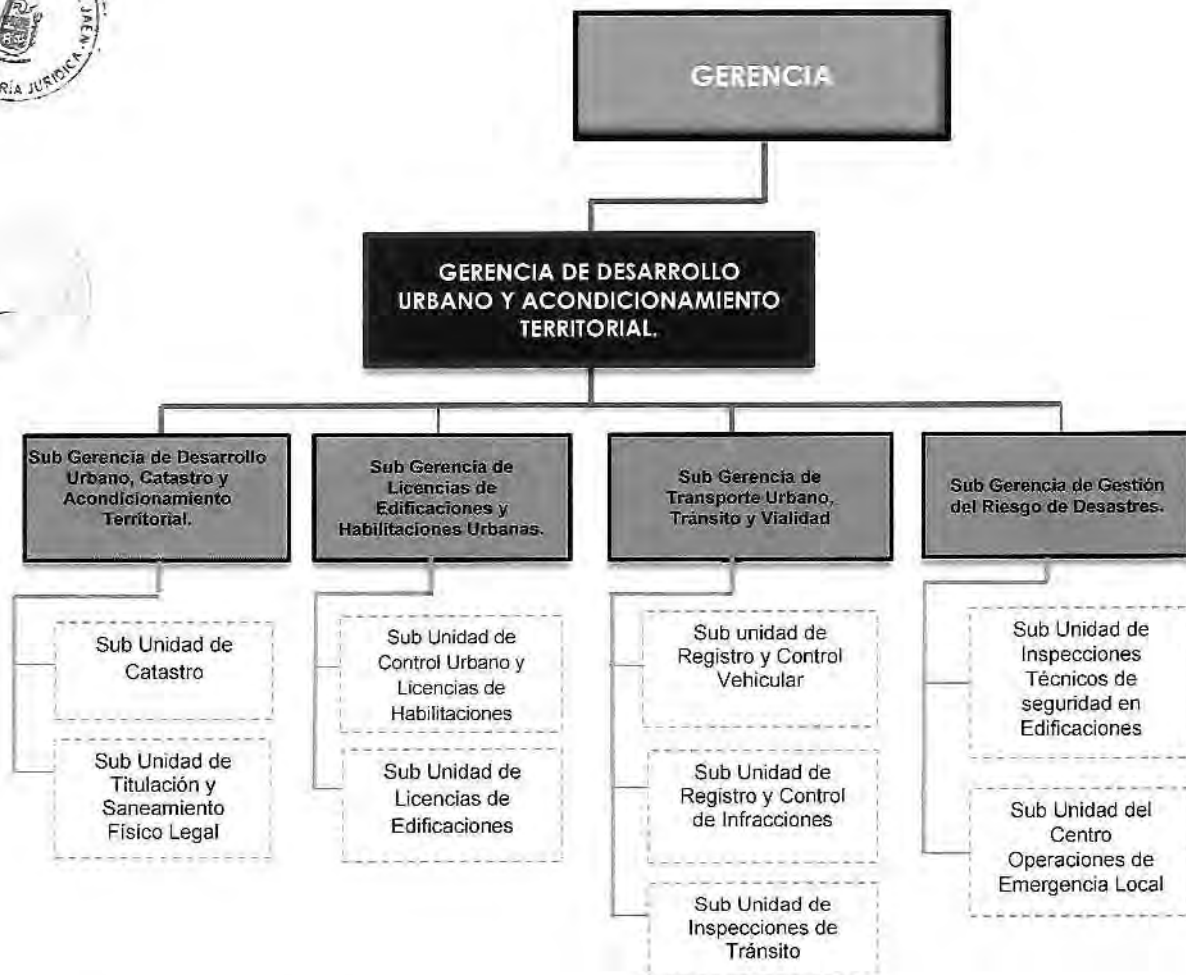 JAÉN
RÍA JURÍDICA
GERENCIA
GERENCIA DE DESARROLLO
URBANO Y ACONDICIONAMIENTO
TERRITORIAL.
Sub Gerencia de Desarrollo
Urbano, Catastro y
Acondicionamiento
Territorial.
Sub Gerencia de
Licencias de
Edificaciones y
Habilitaciones Urbanas.
Sub Gerencia de
Transporte Urbano,
Tránsito y Vialidad
Sub Gerencia de Gestión
del Riesgo de Desastres.
Sub Unidad de
Catastro
Sub Unidad de
Titulación y
Saneamiento
Físico Legal
Sub Unidad de
Control Urbano y
Licencias de
Habilitaciones
Sub Unidad de
Licencias de
Edificaciones
Sub unidad de
Registro y Control
Vehicular
Sub Unidad de
Registro y Control
de Infracciones
Sub Unidad de
Inspecciones de
Tránsito
Sub Unidad de
Inspecciones
Técnicos de
seguridad en
Edificaciones
Sub Unidad del
Centro
Operaciones de
Emergencia Local